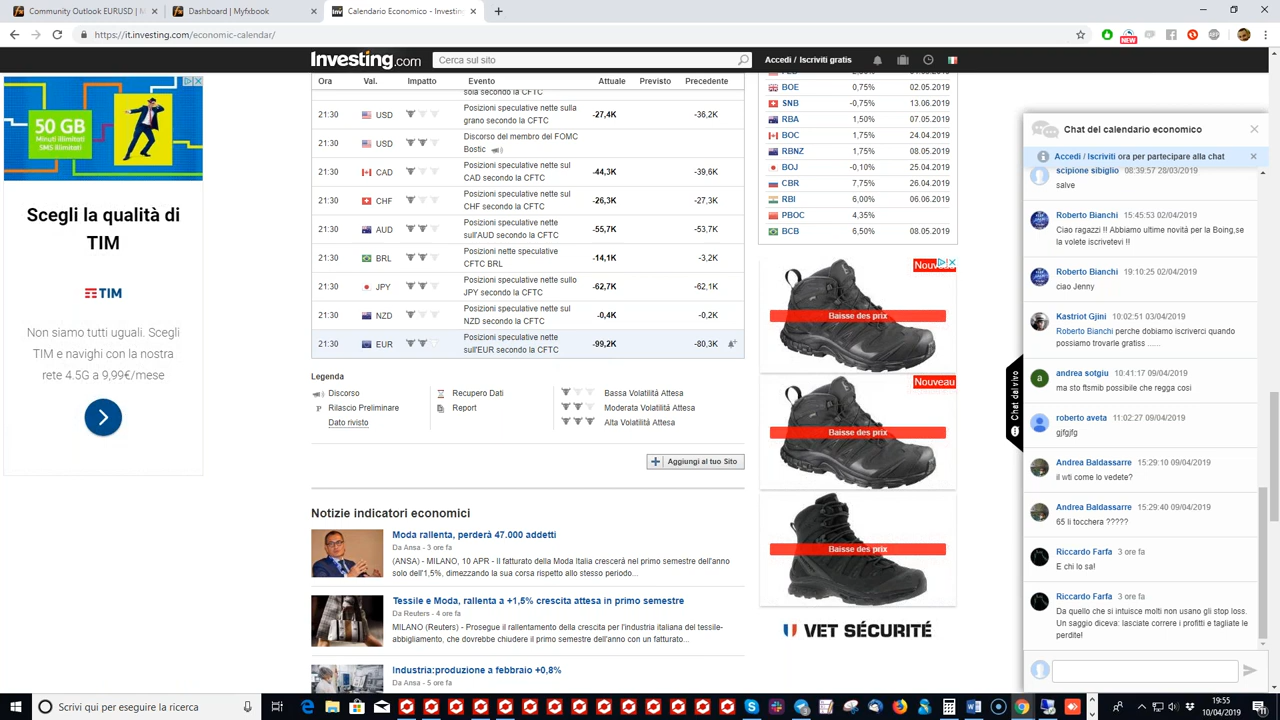 Community Outlook EURUSD | M
Dashboard | Myfxbook
Calendario Economico - Investing
https://it.investing.com/economic-calendar/
NEW
Investing.com
Cerca sul sito
Accedi / Iscriviti gratis
Ora Val. Impatto Evento Attuale Previsto Precedente
sola secondo la CFTC
21:30 USD Posizioni speculative nette sulla
grano secondo la CFTC -27,4K -36,2K
21:30 USD Discorso del membro del FOMC
Bostic
21:30 CAD Posizioni speculative nette sul
CAD secondo la CFTC -44,3K -39,6K
21:30 CHF Posizioni speculative nette sul
CHF secondo la CFTC -26,3K -27,3K
21:30 AUD Posizioni speculative nette
sull'AUD secondo la CFTC -55,7K -53,7K
21:30 BRL Posizioni nette speculative
CFTC BRL -14,1K -3,2K
21:30 JPY Posizioni speculative nette sullo
JPY secondo la CFTC -62,7K -62,1K
21:30 NZD Posizioni speculative nette sul
NZD secondo la CFTC -0,4K -0,2K
21:30 EUR Posizioni speculative nette
sull'EUR secondo la CFTC -99,2K -80,3K
Legenda
Discorso
Rilascio Preliminare
Dato rivisto
Recupero Dati
Report
Bassa Volatilità Attesa
Moderata Volatilità Attesa
Alta Volatilità Attesa
Aggiungi al tuo Sito
Notizie indicatori economici
Moda rallenta, perderà 47.000 addetti
Da Ansa - 3 ore fa
(ANSA) - MILANO, 10 APR - Il fatturato della Moda Italia crescerà nel primo semestre dell'anno
solo dell'1,5%, dimezzando la sua corsa rispetto allo stesso periodo...
Tessile e Moda, rallenta a +1,5% crescita attesa in primo semestre
Da Reuters - 4 ore fa
MILANO (Reuters) - Prosegue il rallentamento della crescita per l'industria italiana del tessile-
abbigliamento, che dovrebbe chiudere il primo semestre dell'anno con un fatturato...
Industria:produzione a febbraio +0,8%
Da Ansa - 5 ore fa
50 GB
Minuti Illimitati
SMS Illimitati
Scegli la qualità di
TIM
TIM
Non siamo tutti uguali. Scegli
TIM e navighi con la nostra
rete 4.5G a 9,99€/mese
BOE 0,75% 02.05.2019
SNB -0,75% 13.06.2019
RBA 1,50% 07.05.2019
BOC 1,75% 24.04.2019
RBNZ 1,75% 08.05.2019
BOJ -0,10% 25.04.2019
CBR 7,75% 26.04.2019
RBI 6,00% 06.06.2019
PBOC 4,35%
BCB 6,50% 08.05.2019
Baisse des prix
Nouveau
Baisse des prix
Baisse des prix
VET SÉCURITÉ
Chat dal vivo
Chat del calendario economico
Accedi / Iscriviti ora per partecipare alla chat
scipione sibiglio 08:39:57 28/03/2019
salve
Roberto Bianchi 15:45:53 02/04/2019
Ciao ragazzi !! Abbiamo ultime novità per la Boing,se
la volete iscrivetevi !!
Roberto Bianchi 19:10:25 02/04/2019
ciao Jenny
Kastriot Gjini 10:02:51 03/04/2019
Roberto Bianchi perche dobiamo iscriverci quando
possiamo trovarle gratiss ......
andrea sotgiu 10:41:17 09/04/2019
ma sto ftsmib possibile che regga cosi
roberto aveta 11:02:27 09/04/2019
gjfgjfg
Andrea Baldassarre 15:29:10 09/04/2019
il wti come lo vedete?
Andrea Baldassarre 15:29:40 09/04/2019
65 li tocchera ?????
Riccardo Farfa 3 ore fa
E chi lo sa!
Riccardo Farfa 3 ore fa
Da quello che si intuisce molti non usano gli stop loss.
Un saggio diceva: lasciate correre i profitti e tagliate le
perdite!
Scrivi qui per eseguire la ricerca
19:55
10/04/2019